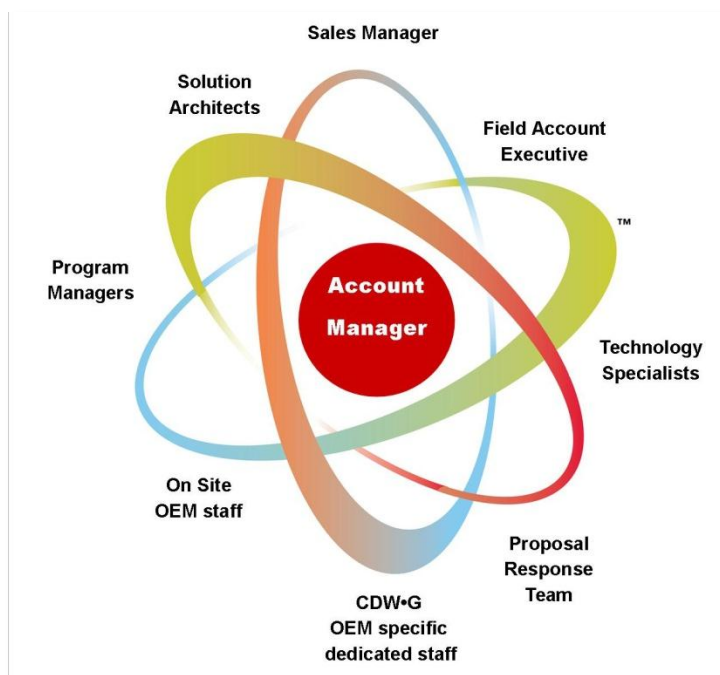 Sales Manager
Solution
Architects
Field Account
Executive
™
Program
Managers
Account
Manager
Technology
Specialists
On Site
OEM staff
Proposal
Response
Team
CDW•G
OEM specific
dedicated staff